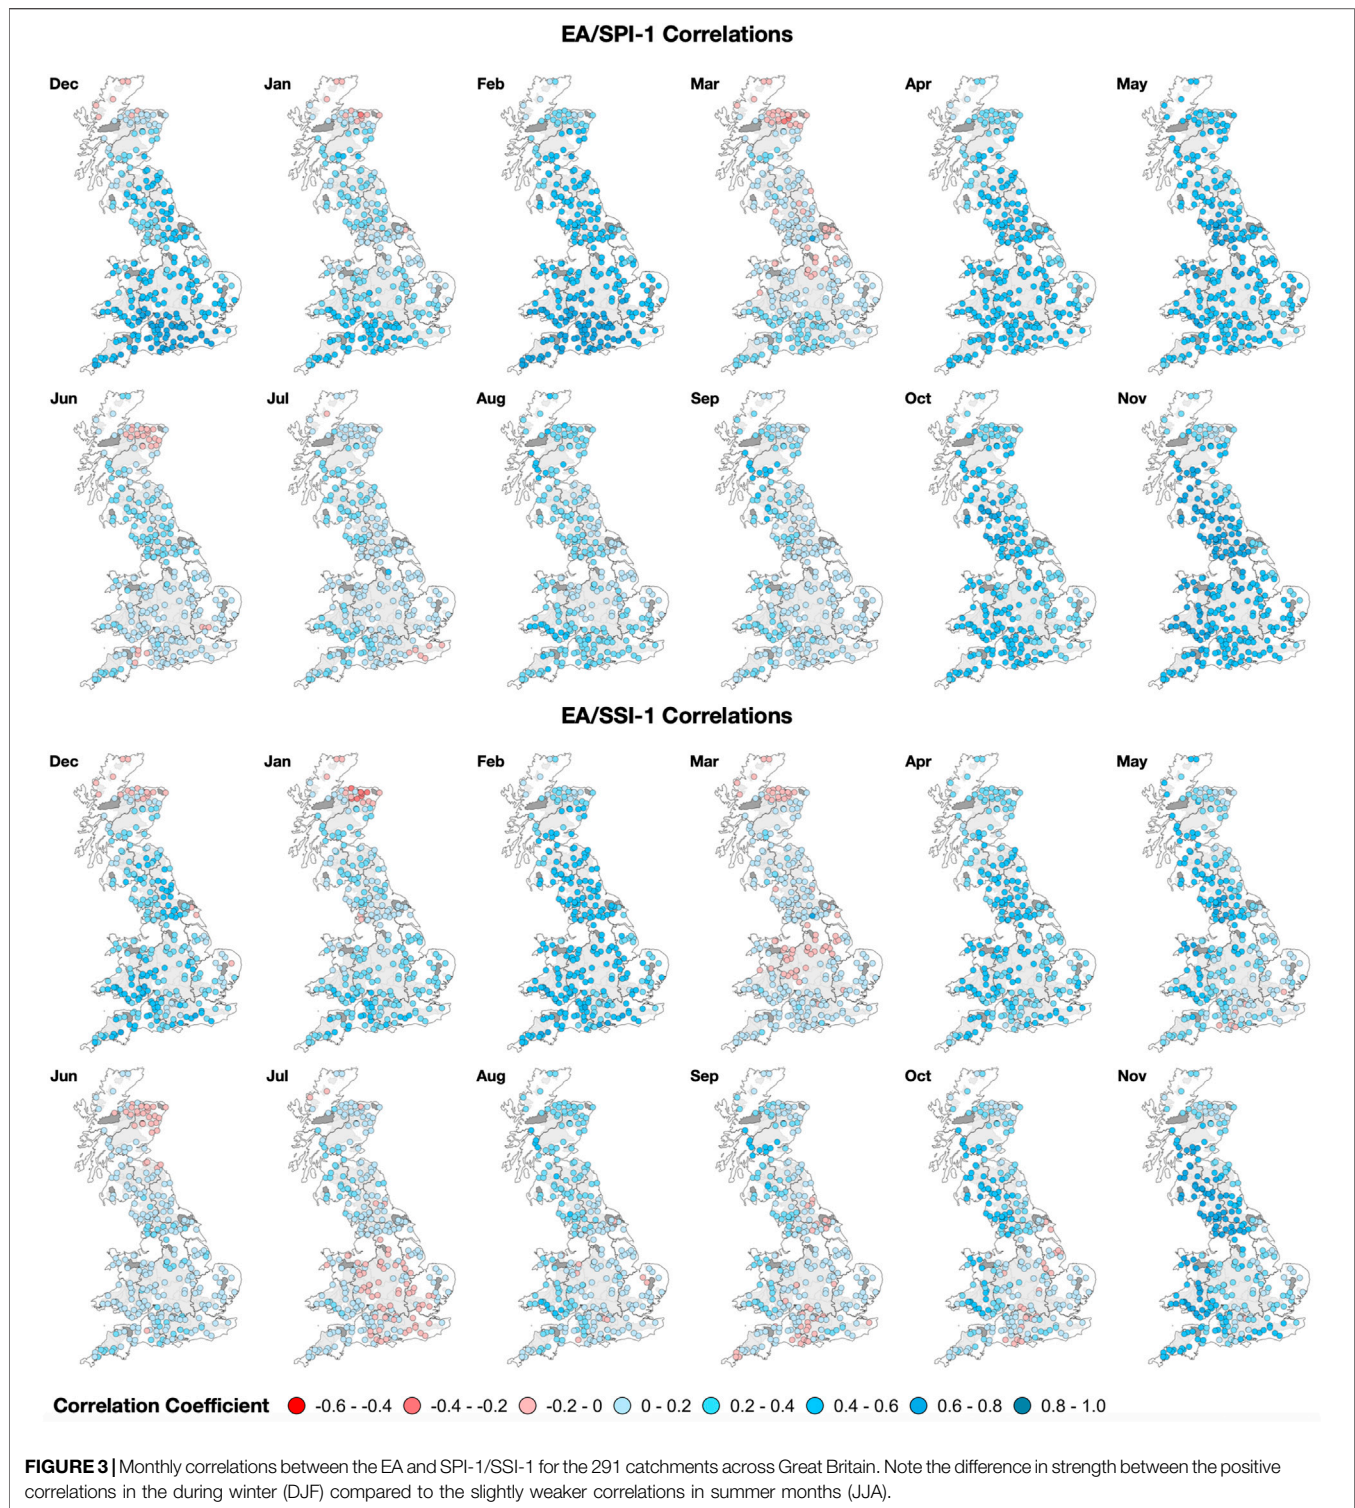 EA/SPI-1 Correlations
Dec Jan Feb Mar Apr May
Jun Jul Aug Sep Oct Nov
EA/SSI-1 Correlations
Dec Jan Feb Mar Apr May
Jun Jul Aug Sep Oct Nov
Correlation Coefficient -0.6 - -0.4 -0.4 - -0.2 -0.2 - 0 0 - 0.2 0.2 - 0.4 0.4 - 0.6 0.6 - 0.8 0.8 - 1.0
FIGURE 3 | Monthly correlations between the EA and SPI-1/SSI-1 for the 291 catchments across Great Britain. Note the difference in strength between the positive
correlations in the during winter (DJF) compared to the slightly weaker correlations in summer months (JJA).